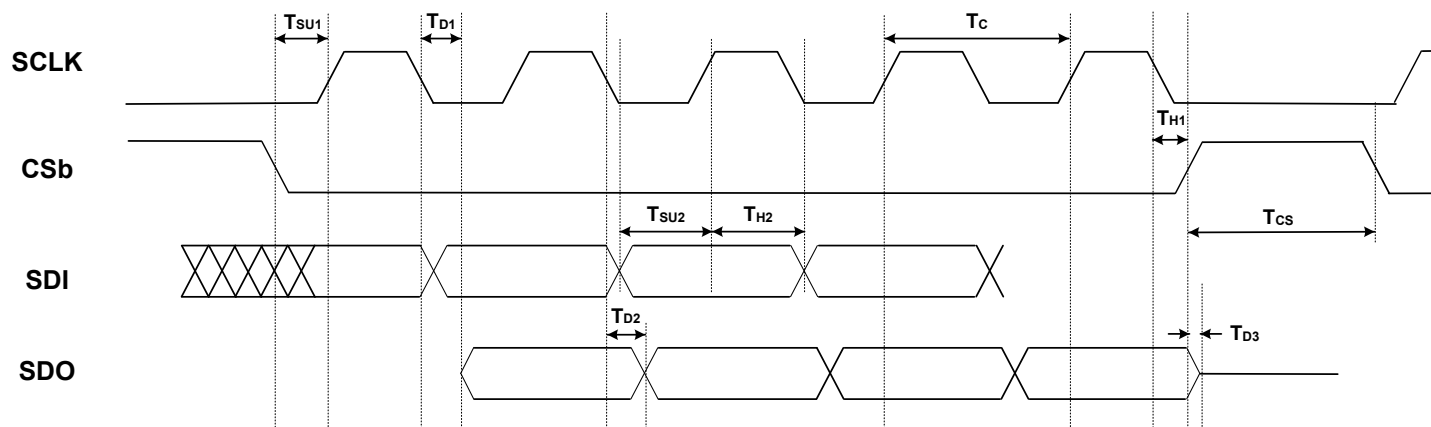 TSU1
TD1
TC
SCLK
TH1
CSb
TSU2
TH2
TCS
SDI
TD2
TD3
SDO